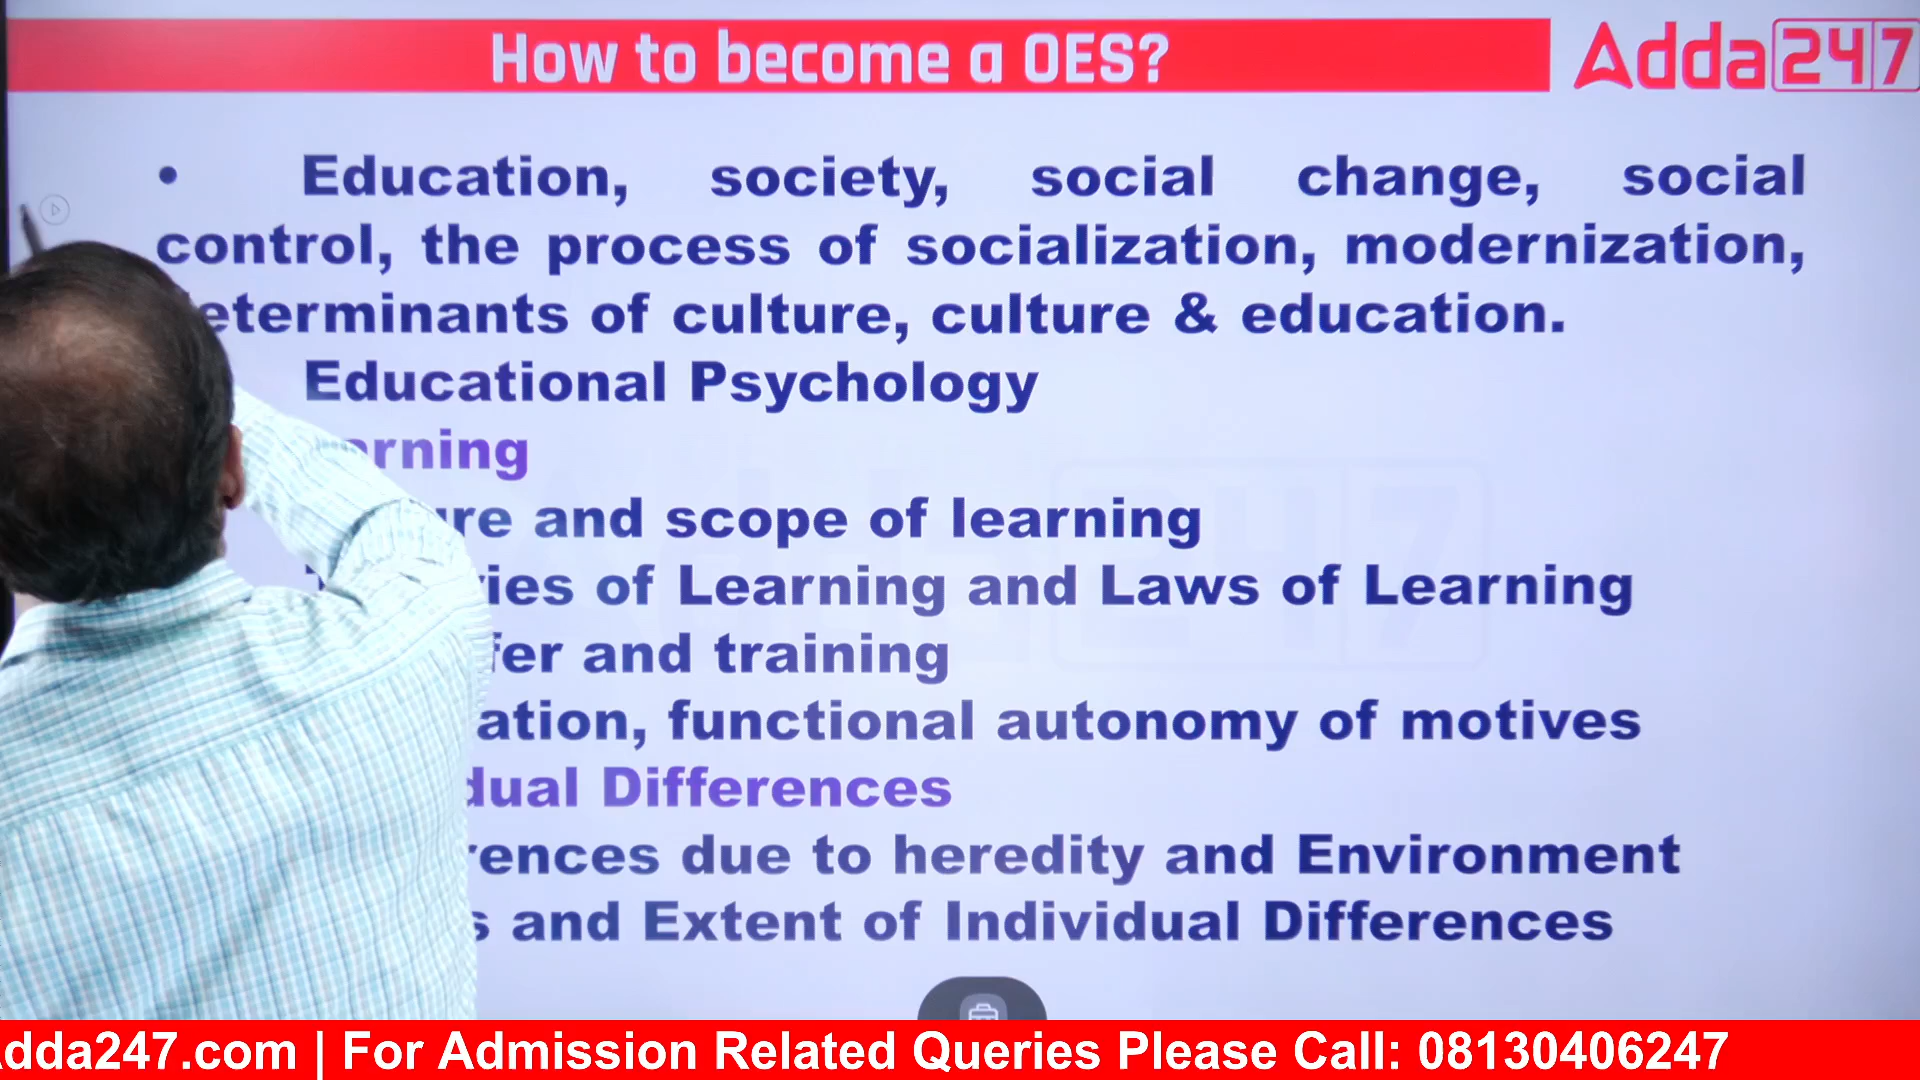 How to become a OES?
Adda247
• Education, society, social change, social
control, the process of socialization, modernization,
eterminants of culture, culture & education.
Educational Psychology
arning
re and scope of learning
ries of Learning and Laws of Learning
fer and training
ation, functional autonomy of motives
dual Differences
rences due to heredity and Environment
s and Extent of Individual Differences
dda247.com | For Admission Related Queries Please Call: 08130406247